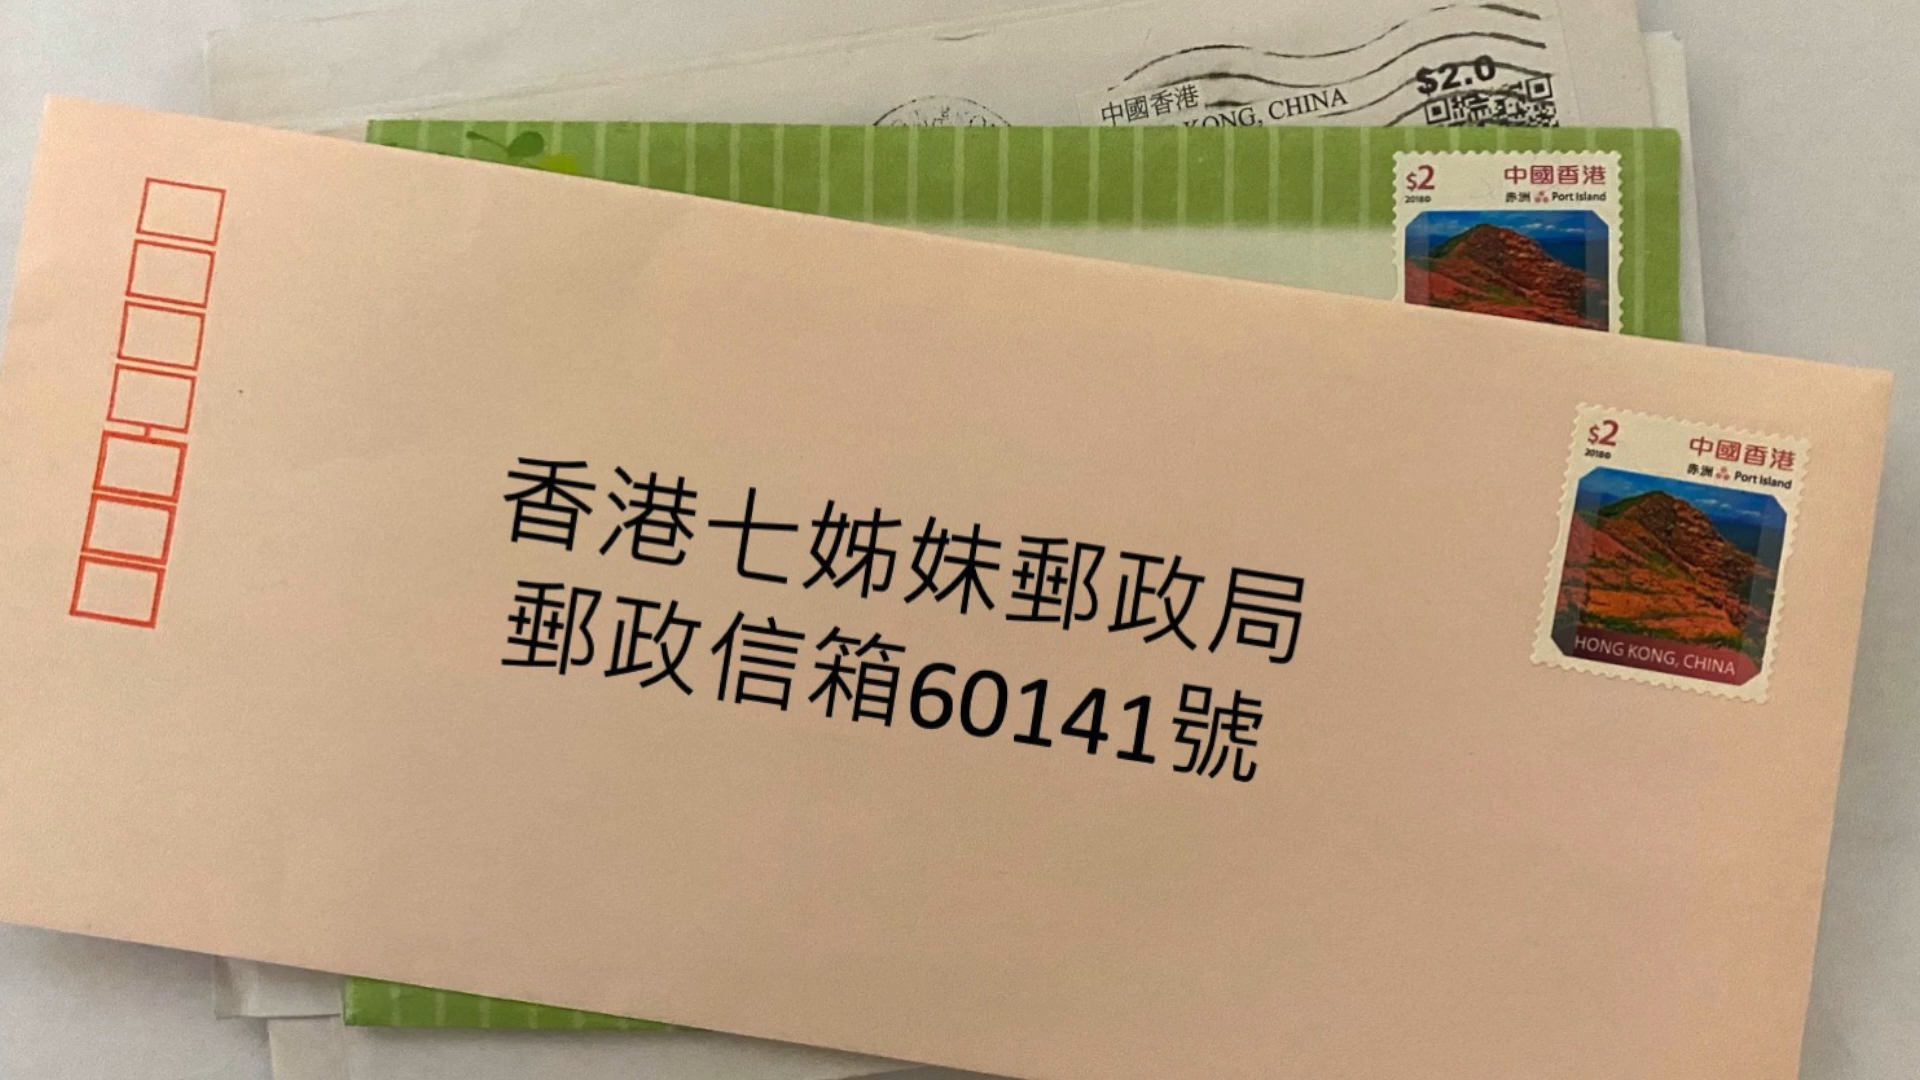 $2.0
中國香港
KONG, CHINA
$2
中國香港
2018
赤洲 Port Island
$2
中國香港
2018
赤洲 Port Island
HONG KONG, CHINA
香港七姊妹郵政局
郵政信箱60141號